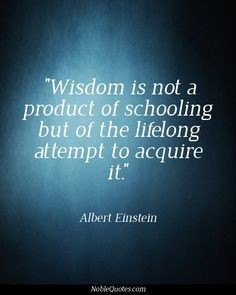 "Wisdom is not a
product of schooling
but of the lifelong
attempt to acquire
it."
Albert Einstein
NobleQuotes.com